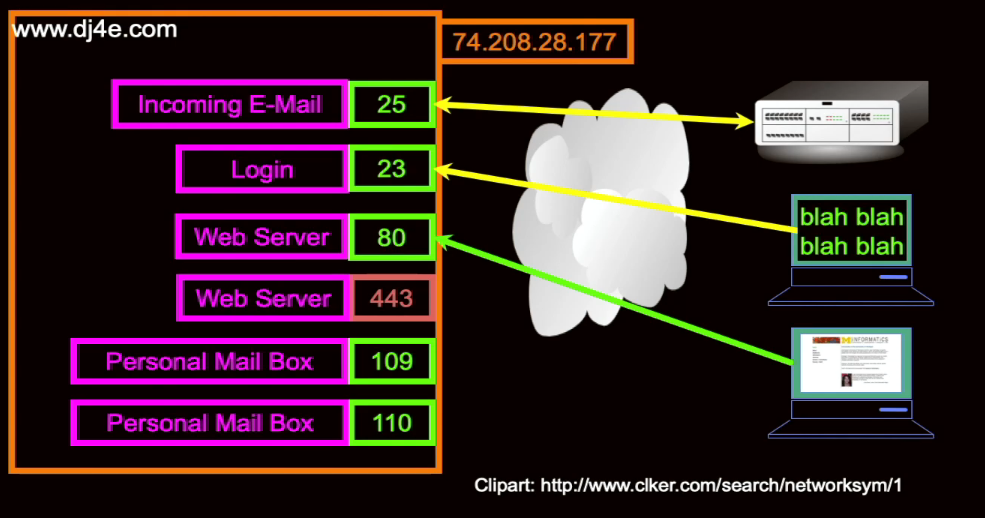 www.dj4e.com
74.208.28.177
Incoming E-Mail 25
Login 23
Web Server 80
Web Server 443
Personal Mail Box 109
Personal Mail Box 110
blah blah
blah blah
INFORMATICS
Clipart: http://www.clker.com/search/networksym/1